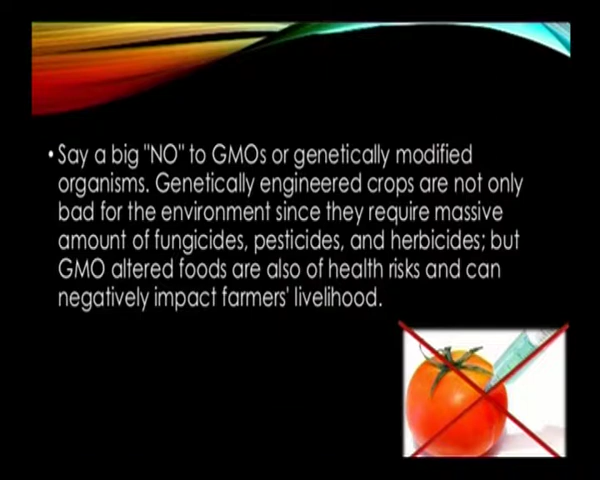 • Say a big "NO" to GMOs or genetically modified
organisms. Genetically engineered crops are not only
bad for the environment since they require massive
amount of fungicides, pesticides, and herbicides; but
GMO altered foods are also of health risks and can
negatively impact farmers' livelihood.